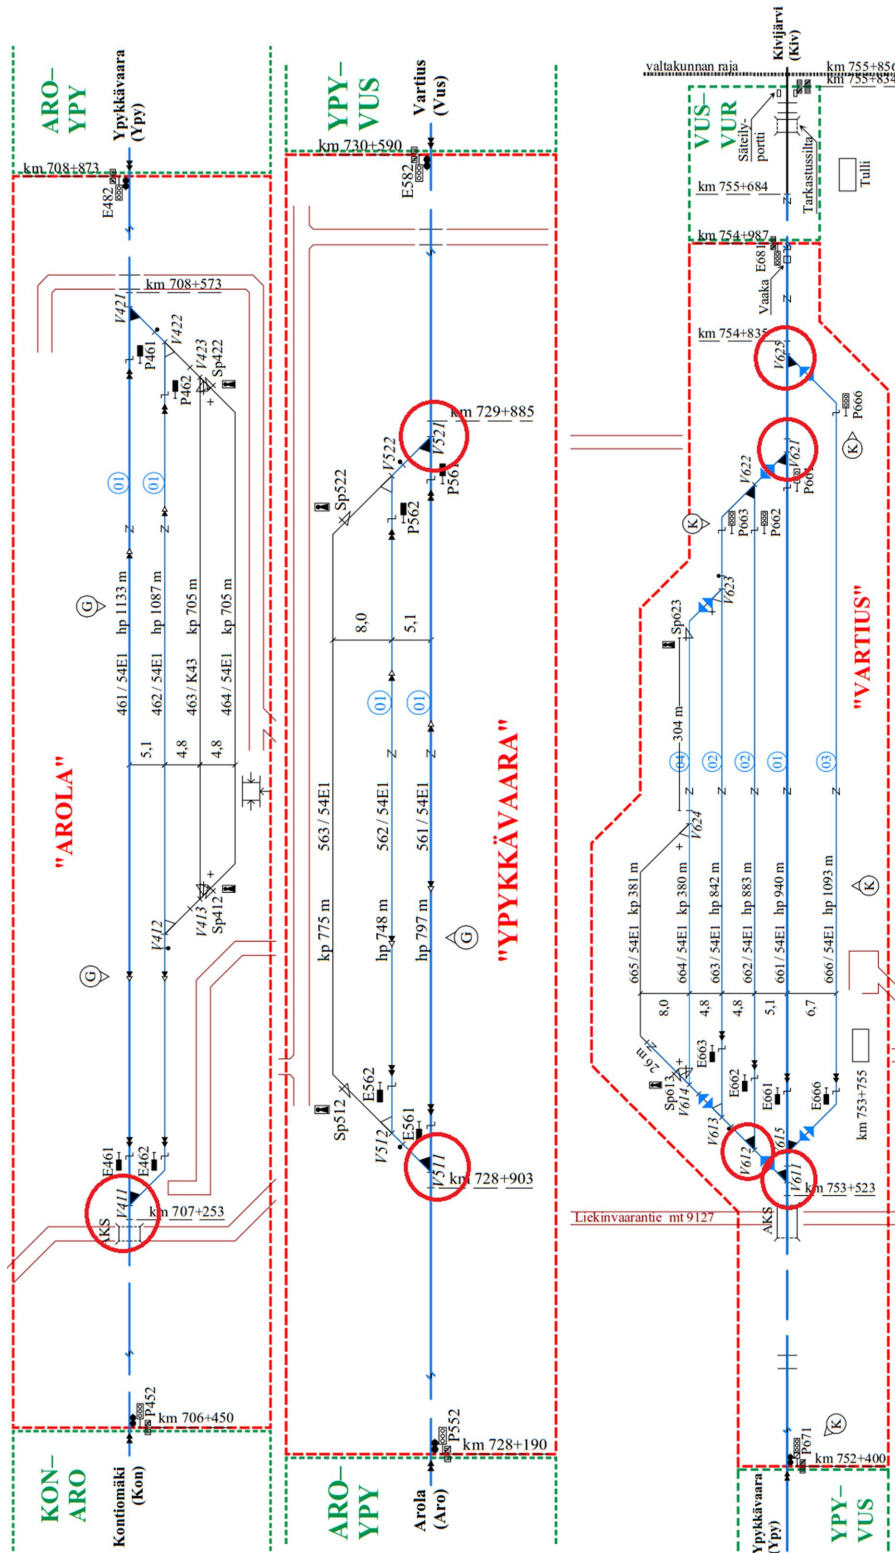 ARO–
YPY
Ypykkävaara
(Ypy)
km 708+873
E482
km 708+573
V421
V422
V423
Sp422
P461
P462
01
01
G
461 / 54E1 hp 1133 m
462 / 54E1 hp 1087 m
463 / K43 kp 705 m
464 / 54E1 kp 705 m
5,1
4,8
4,8
"AROLA"
V412
V413
Sp412
G
E461
E462
V411
AKS
km 707+253
P452
km 706+450
KON–
ARO
Kontiomäki
(Kon)
YPY–
VUS
Vartius
(Vus)
km 730+590
E582
km 729+885
V521
V522
Sp522
P561
P562
8,0
5,1
01
01
563 / 54E1 kp 775 m
562 / 54E1 hp 748 m
561 / 54E1 hp 797 m
"YPYKKÄVAARA"
G
Sp512
E562
E561
V512
V511
km 728+903
P552
km 728+190
ARO–
YPY
Arola
(Aro)
Kivijärvi
(Kiv)
valtakunnan raja
km 755+856
km 755+834
VUS–
VUR
Säteily-
portti
Tarkastussilta
Tulli
km 755+684
km 754+987
E681
Vaaka
km 754+835
V625
P666
K
V621
V622
P661
P662
P663
K
V623
Sp623
304 m
"VARTIUS"
04
02
02
01
03
V624
665 / 54E1 kp 381 m
664 / 54E1 kp 380 m
663 / 54E1 hp 842 m
662 / 54E1 hp 883 m
661 / 54E1 hp 940 m
666 / 54E1 hp 1093 m
K
8,0
4,8
4,8
5,1
6,7
26 m
Sp613
V614
E663
E662
E661
E666
km 753+755
V613
V612
V615
V611
km 753+523
AKS
Liekinvaarantie mt 9127
P671
K
km 752+400
Ypykkävaara
(Ypy)
YPY–
VUS